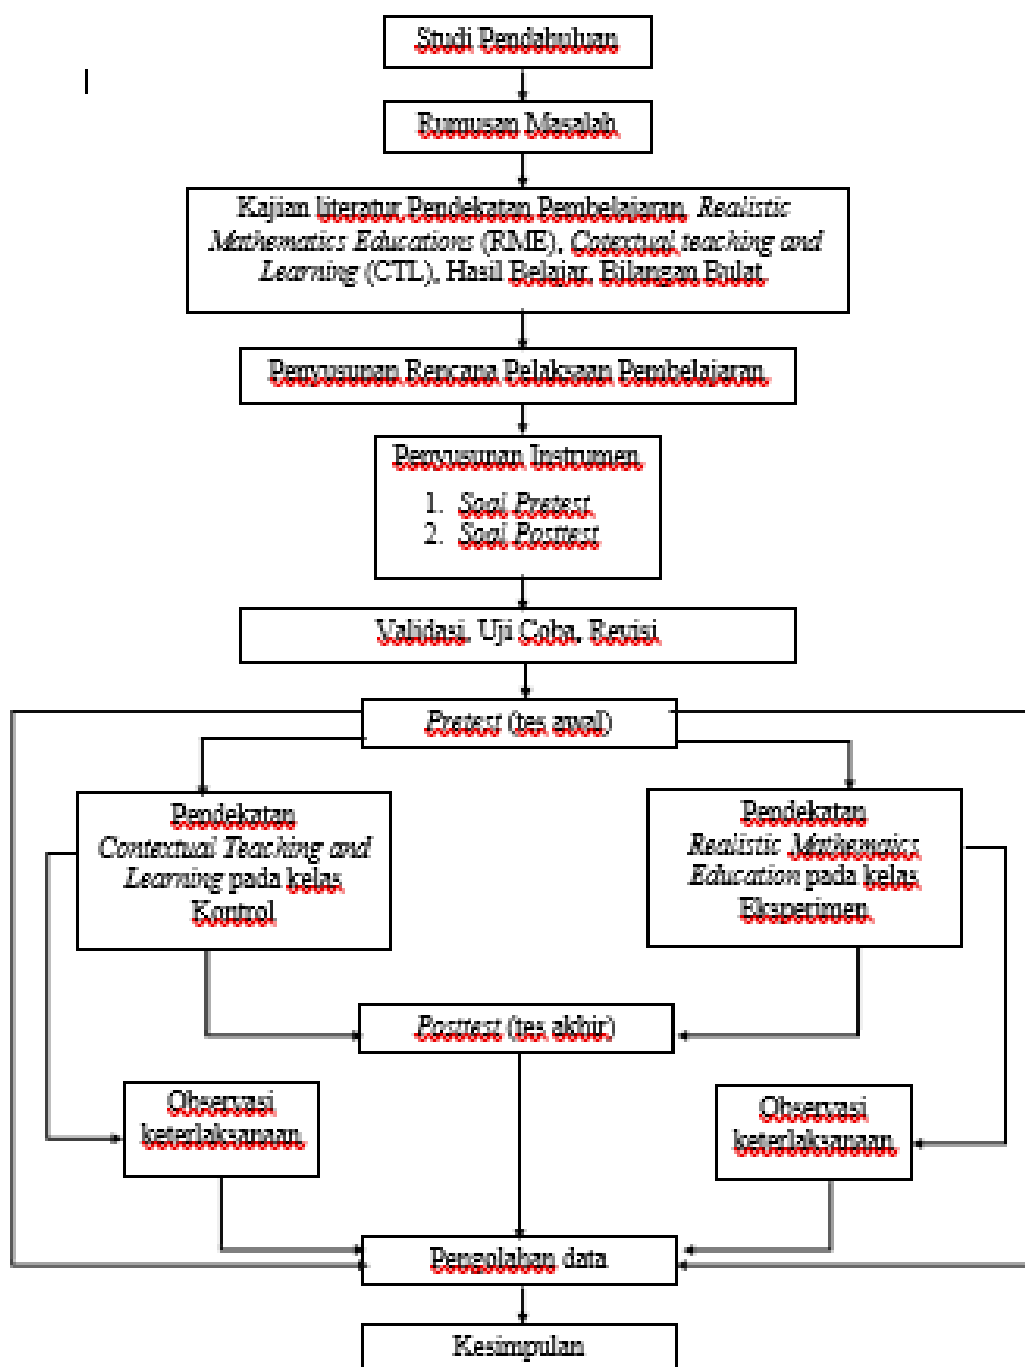 Studi Pendahuluan
Rumusan Masalah
Kajian literatur Pendekatan Pembelajaran Realistic
Mathematics Educations (RME), Cotextual teaching and
Learning (CTL), Hasil Belajar, Bilangan Bulat
Penyusunan Rencana Pelaksaan Pembelajaran
Penyusunan Instrumen
1. Soal Pretest
2. Soal Posttest
Validasi, Uji Coba, Revisi
Pretest (tes awal)
Pendekatan
Contextual Teaching and
Learning pada kelas
Kontrol
Pendekatan
Realistic Mathematics
Education pada kelas
Eksperimen
Posttest (tes akhir)
Observasi
keterlaksanaan
Observasi
keterlaksanaan
Pengolahan data
Kesimpulan